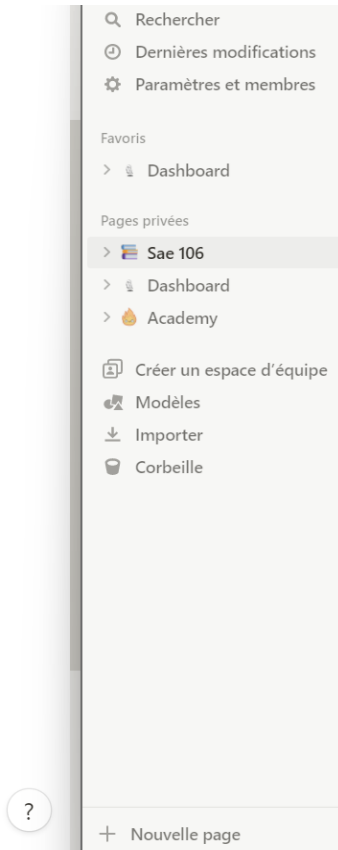 Rechercher
Dernières modifications
Paramètres et membres
Favoris
Dashboard
Pages privées
Sae 106
Dashboard
Academy
Créer un espace d'équipe
Modèles
Importer
Corbeille
?
Nouvelle page